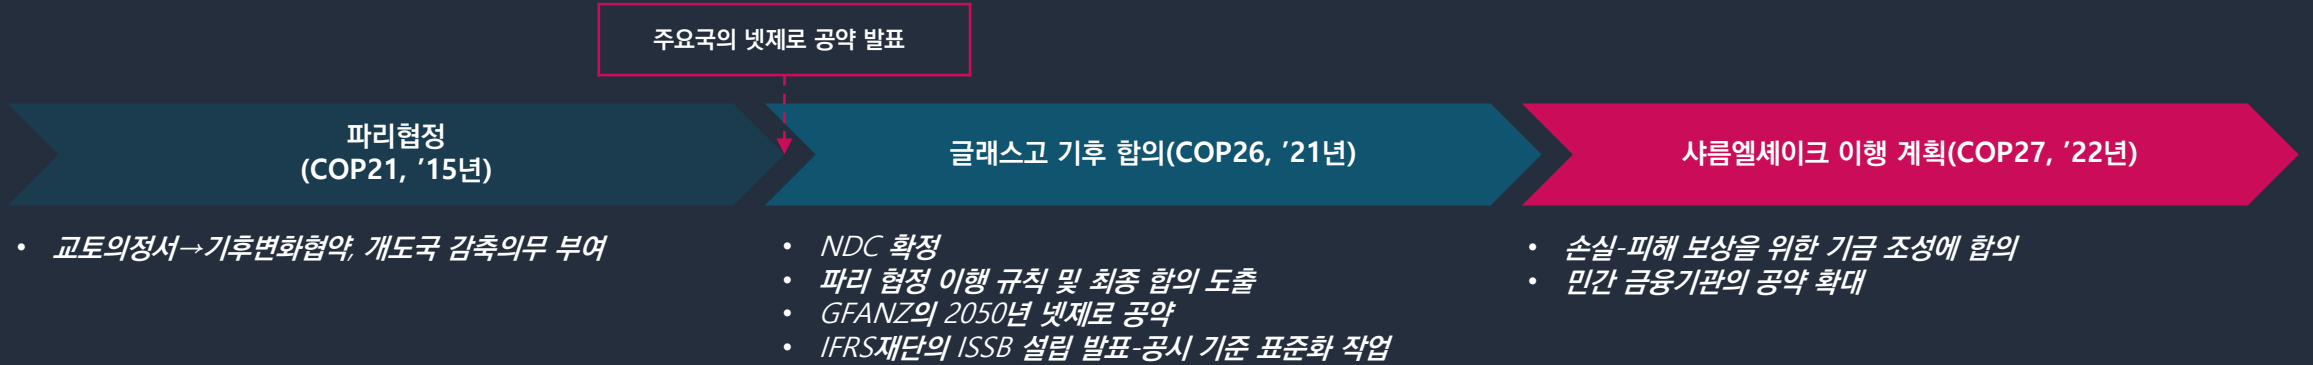 주요국의 넷제로 공약 발표
파리협정
(COP21, ’15년)
글래스고 기후 합의(COP26, ’21년)
샤름엘셰이크 이행 계획(COP27, ’22년)
• 교토의정서→기후변화협약, 개도국 감축의무 부여
• NDC 확정
• 파리 협정 이행 규칙 및 최종 합의 도출
• GFANZ의 2050년 넷제로 공약
• IFRS재단의 ISSB 설립 발표-공시 기준 표준화 작업
• 손실-피해 보상을 위한 기금 조성에 합의
• 민간 금융기관의 공약 확대